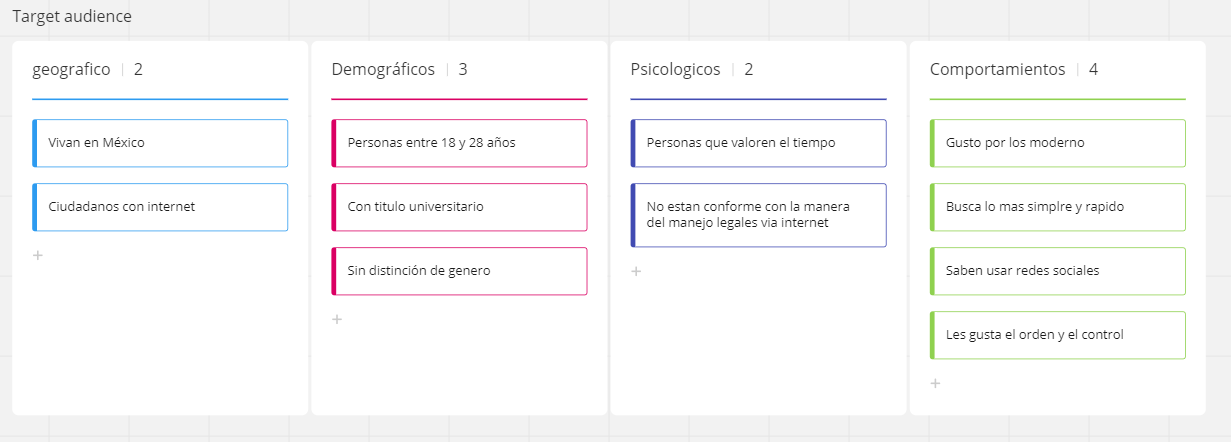 Target audience
geografico | 2
Vivan en México
Ciudadanos con internet
+
Demográficos | 3
Personas entre 18 y 28 años
Con titulo universitario
Sin distinción de genero
+
Psicologicos | 2
Personas que valoren el tiempo
No estan conforme con la manera
del manejo legales via internet
+
Comportamientos | 4
Gusto por los moderno
Busca lo mas simplre y rapido
Saben usar redes sociales
Les gusta el orden y el control
+